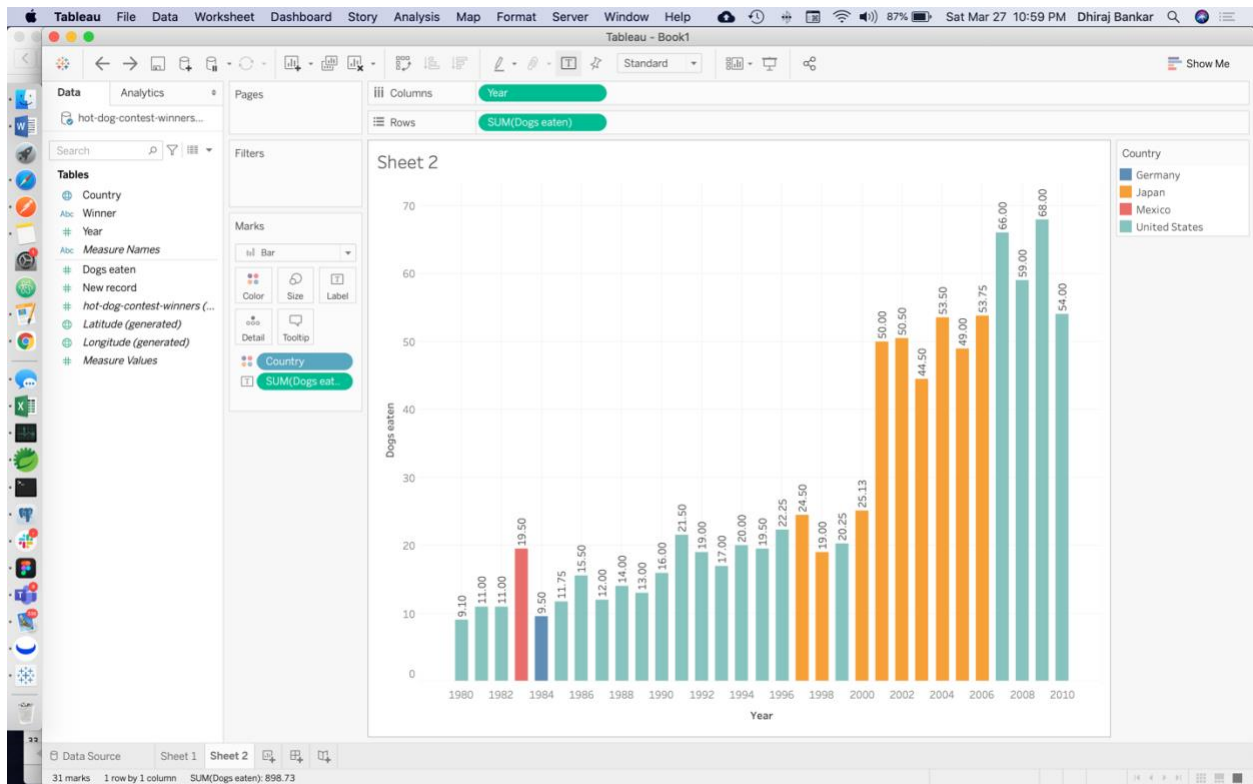 Tableau File Data Worksheet Dashboard Story Analysis Map Format Server Window Help 87% Sat Mar 27 10:59 PM Dhiraj Bankar
Tableau - Book1
Standard
Show Me
Data Analytics
hot-dog-contest-winners...
Search
Tables
Country
Abc Winner
# Year
Abc Measure Names
# Dogs eaten
# New record
# hot-dog-contest-winners (...
Latitude (generated)
Longitude (generated)
# Measure Values
Pages
Filters
Marks
Bar
Color Size Label
Detail Tooltip
Country
SUM(Dogs eat..
Columns Year
Rows SUM(Dogs eaten)
Sheet 2
Dogs eaten
70
60
50
40
30
20
10
0
9.10 11.00 11.00 19.50 9.50 11.75 15.50 12.00 14.00 13.00 16.00 21.50 19.00 17.00 20.00 19.50 22.25 24.50 19.00 20.25 25.13 50.00 50.50 44.50 53.50 49.00 53.75 66.00 59.00 68.00 54.00
1980 1982 1984 1986 1988 1990 1992 1994 1996 1998 2000 2002 2004 2006 2008 2010
Year
Country
Germany
Japan
Mexico
United States
Data Source Sheet 1 Sheet 2
31 marks 1 row by 1 column SUM(Dogs eaten): 898.73